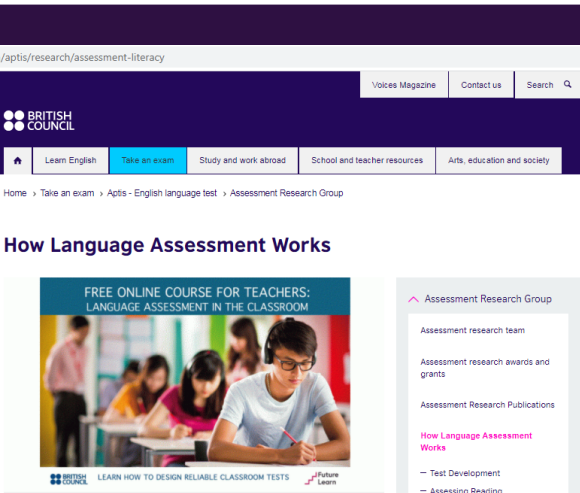 /aptis/research/assessment-literacy
Voices Magazine
Contact us
Search
BRITISH
COUNCIL
Learn English
Take an exam
Study and work abroad
School and teacher resources
Arts, education and society
Home › Take an exam › Aptis - English language test › Assessment Research Group
How Language Assessment Works
FREE ONLINE COURSE FOR TEACHERS:
LANGUAGE ASSESSMENT IN THE CLASSROOM
BRITISH
COUNCIL
LEARN HOW TO DESIGN RELIABLE CLASSROOM TESTS
Future
Learn
Assessment Research Group
Assessment research team
Assessment research awards and
grants
Assessment Research Publications
How Language Assessment
Works
– Test Development
– Assessing Reading